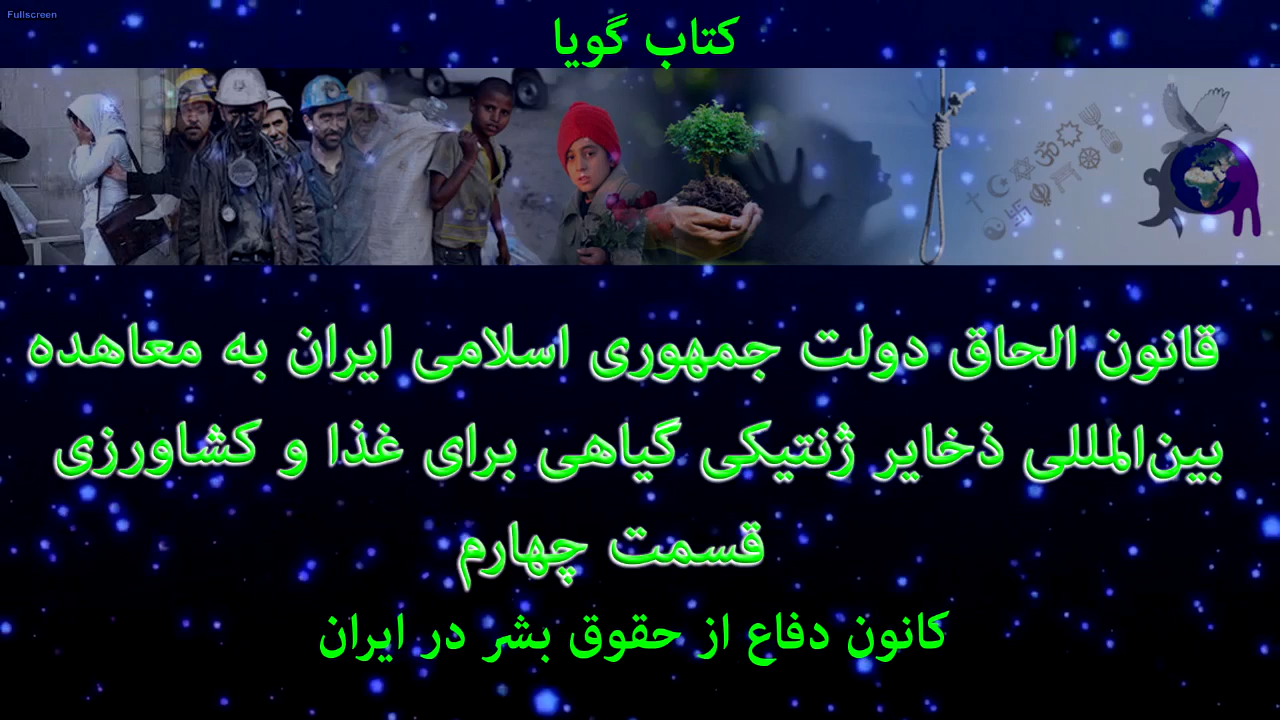 Fullscreen
کتاب گویا
قانون الحاق دولت جمهوری اسلامی ایران به معاهده
بین‌المللی ذخایر ژنتیکی گیاهی برای غذا و کشاورزی
قسمت چهارم
کانون دفاع از حقوق بشر در ایران